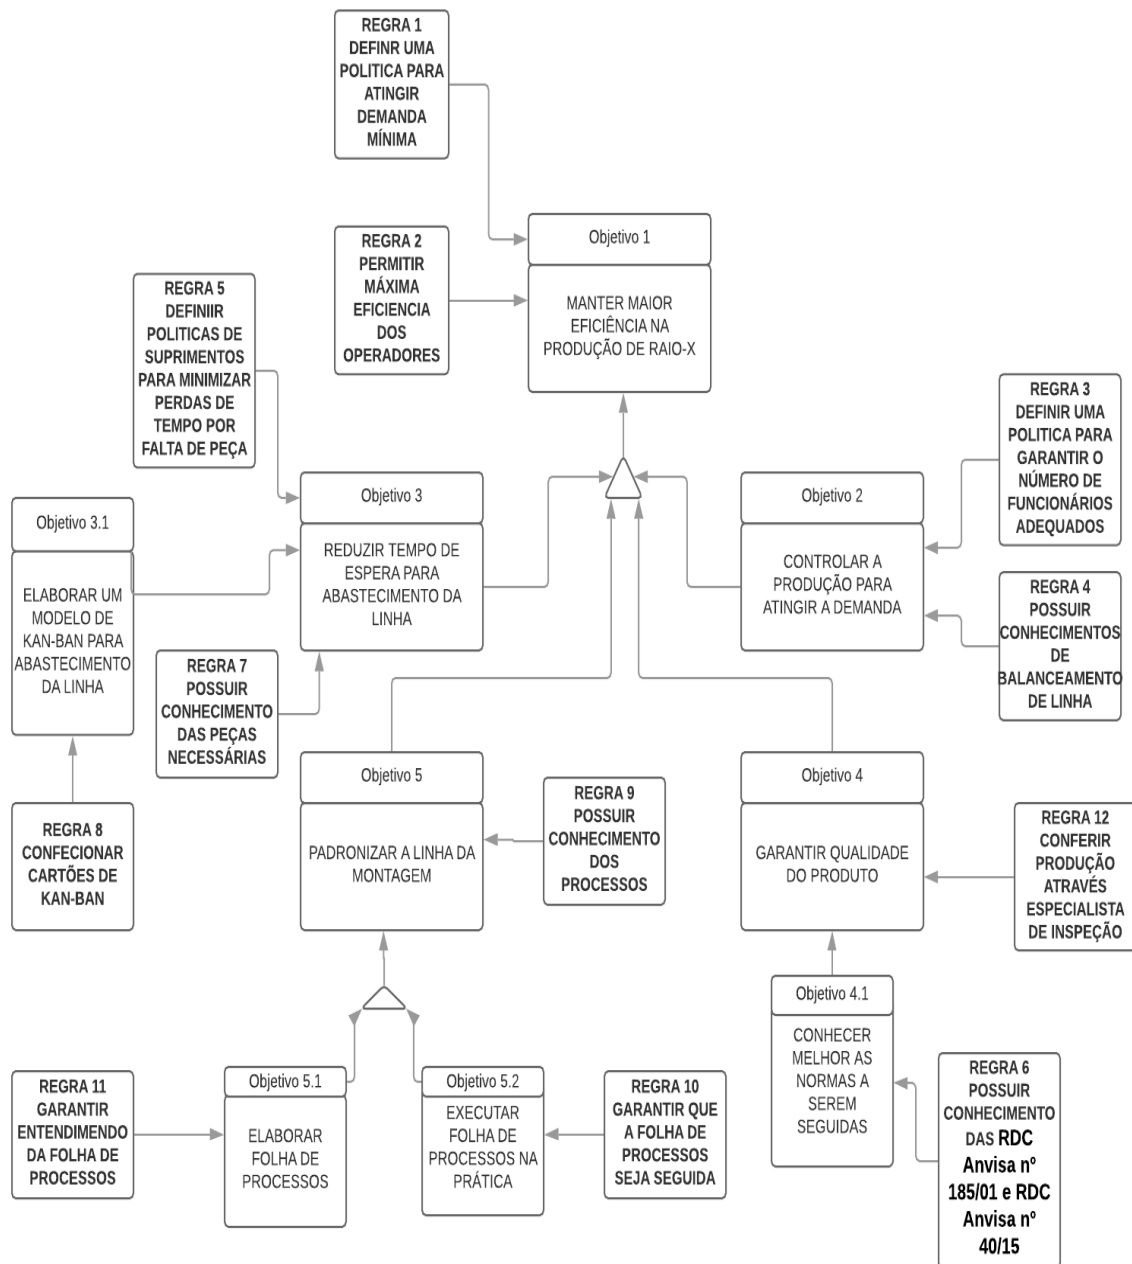 REGRA 1
DEFINR UMA
POLITICA PARA
ATINGIR
DEMANDA
MÍNIMA
Objetivo 1
MANTER MAIOR
EFICIÊNCIA NA
PRODUÇÃO DE RAIO-X
REGRA 2
PERMITIR
MÁXIMA
EFICIENCIA
DOS
OPERADORES
REGRA 5
DEFINIIR
POLITICAS DE
SUPRIMENTOS
PARA MINIMIZAR
PERDAS DE
TEMPO POR
FALTA DE PEÇA
REGRA 3
DEFINIR UMA
POLITICA PARA
GARANTIR O
NÚMERO DE
FUNCIONÁRIOS
ADEQUADOS
Objetivo 3.1
ELABORAR UM
MODELO DE
KAN-BAN PARA
ABASTECIMENTO
DA LINHA
Objetivo 3
REDUZIR TEMPO DE
ESPERA PARA
ABASTECIMENTO DA
LINHA
Objetivo 2
CONTROLAR A
PRODUÇÃO PARA
ATINGIR A DEMANDA
REGRA 4
POSSUIR
CONHECIMENTOS
DE
BALANCEAMENTO
DE LINHA
REGRA 7
POSSUIR
CONHECIMENTO
DAS PEÇAS
NECESSÁRIAS
REGRA 8
CONFECIONAR
CARTÕES DE
KAN-BAN
Objetivo 5
PADRONIZAR A LINHA DA
MONTAGEM
REGRA 9
POSSUIR
CONHECIMENTO
DOS
PROCESSOS
Objetivo 4
GARANTIR QUALIDADE
DO PRODUTO
REGRA 12
CONFERIR
PRODUÇÃO
ATRAVÉS
ESPECIALISTA
DE INSPEÇÃO
Objetivo 4.1
CONHECER
MELHOR AS
NORMAS A
SEREM
SEGUIDAS
REGRA 11
GARANTIR
ENTENDIMENDO
DA FOLHA DE
PROCESSOS
Objetivo 5.1
ELABORAR
FOLHA DE
PROCESSOS
Objetivo 5.2
EXECUTAR
FOLHA DE
PROCESSOS NA
PRÁTICA
REGRA 10
GARANTIR QUE
A FOLHA DE
PROCESSOS
SEJA SEGUIDA
REGRA 6
POSSUIR
CONHECIMENTO
DAS RDC
Anvisa nº
185/01 e RDC
Anvisa nº
40/15